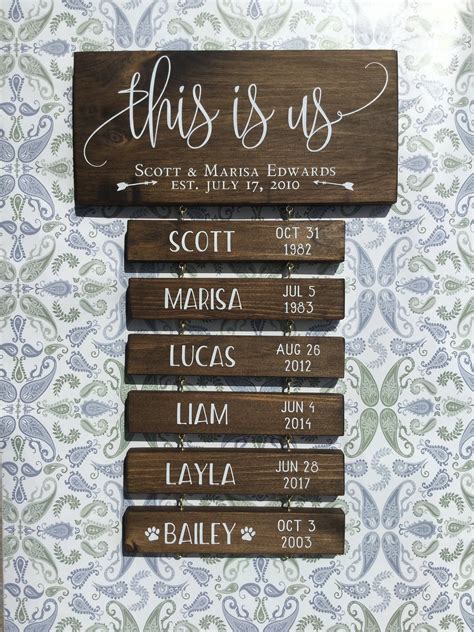 this is us
SCOTT & MARISA EDWARDS
EST. JULY 17, 2010
SCOTT OCT 31
1982
MARISA JUL 5
1983
LUCAS AUG 26
2012
LIAM JUN 4
2014
LAYLA JUN 28
2017
BAILEY OCT 3
2003